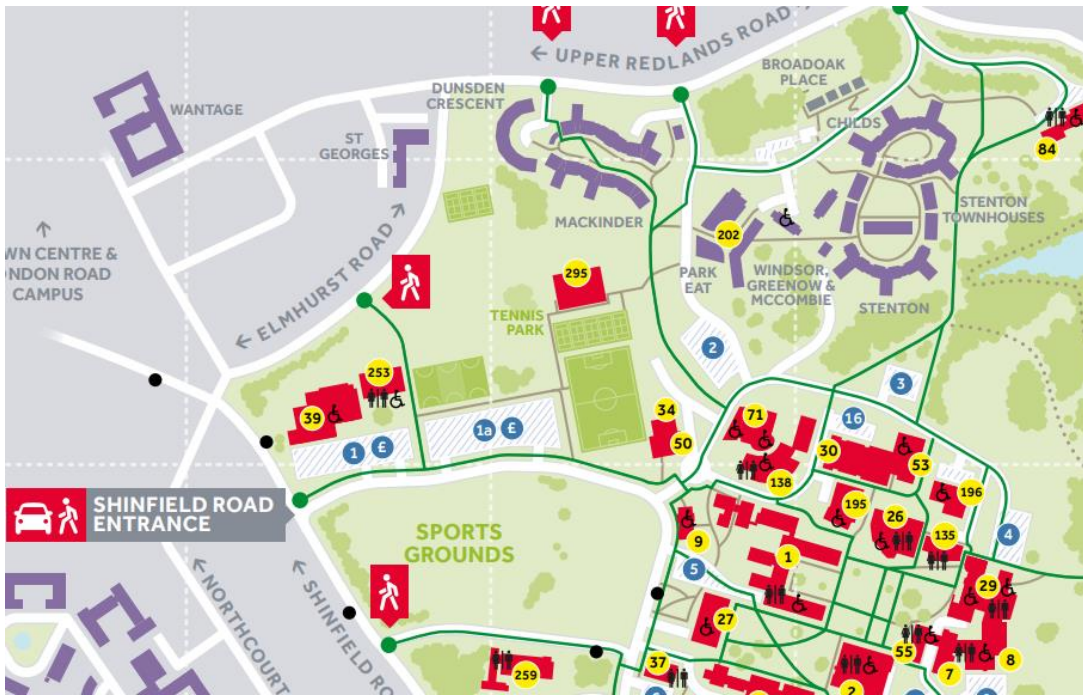 ← UPPER REDLANDS ROAD →
BROADOAK
PLACE
DUNSDEN
CRESCENT
WANTAGE
ST
GEORGES
CHILDS
84
MACKINDER
STENTON
TOWNHOUSES
202
WN CENTRE &
NDON ROAD
CAMPUS
← ELMHURST ROAD →
295
PARK
EAT
WINDSOR,
GREENOW &
MCCOMBIE
STENTON
TENNIS
PARK
2
253
3
39
34
71
16
1a £
50
30
1 £
53
138
196
SHINFIELD ROAD
ENTRANCE
195
26
SPORTS
GROUNDS
9
135
4
1
5
29
← NORTHCOURT
← SHINFIELD RO
27
55
37
7
8
259
2